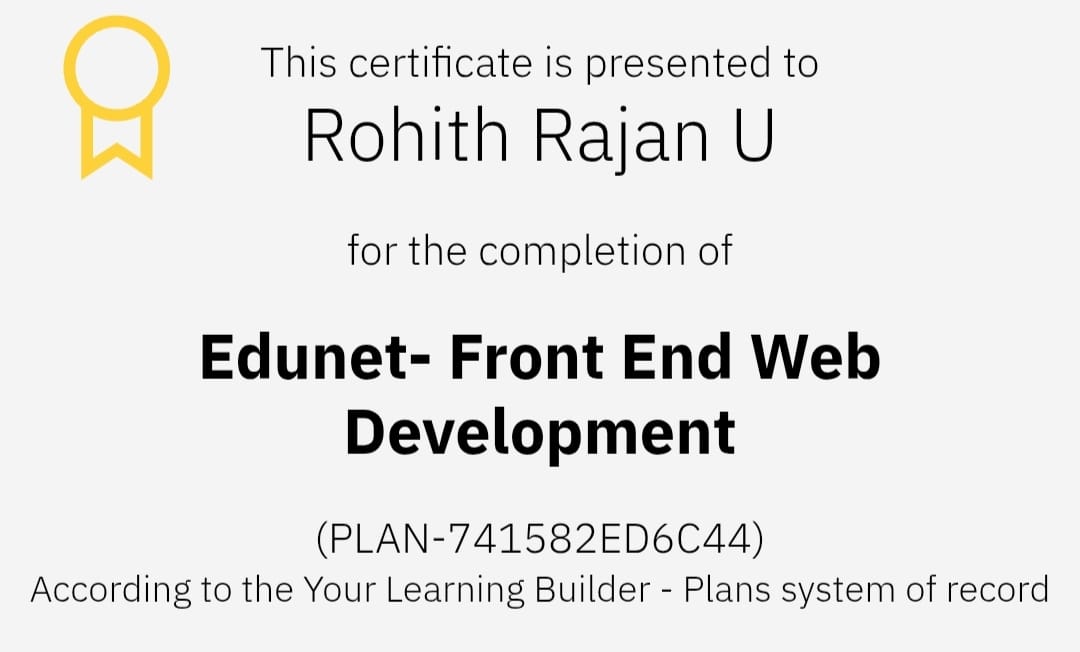 This certificate is presented to
Rohith Rajan U
for the completion of
Edunet- Front End Web
Development
(PLAN-741582ED6C44)
According to the Your Learning Builder - Plans system of record